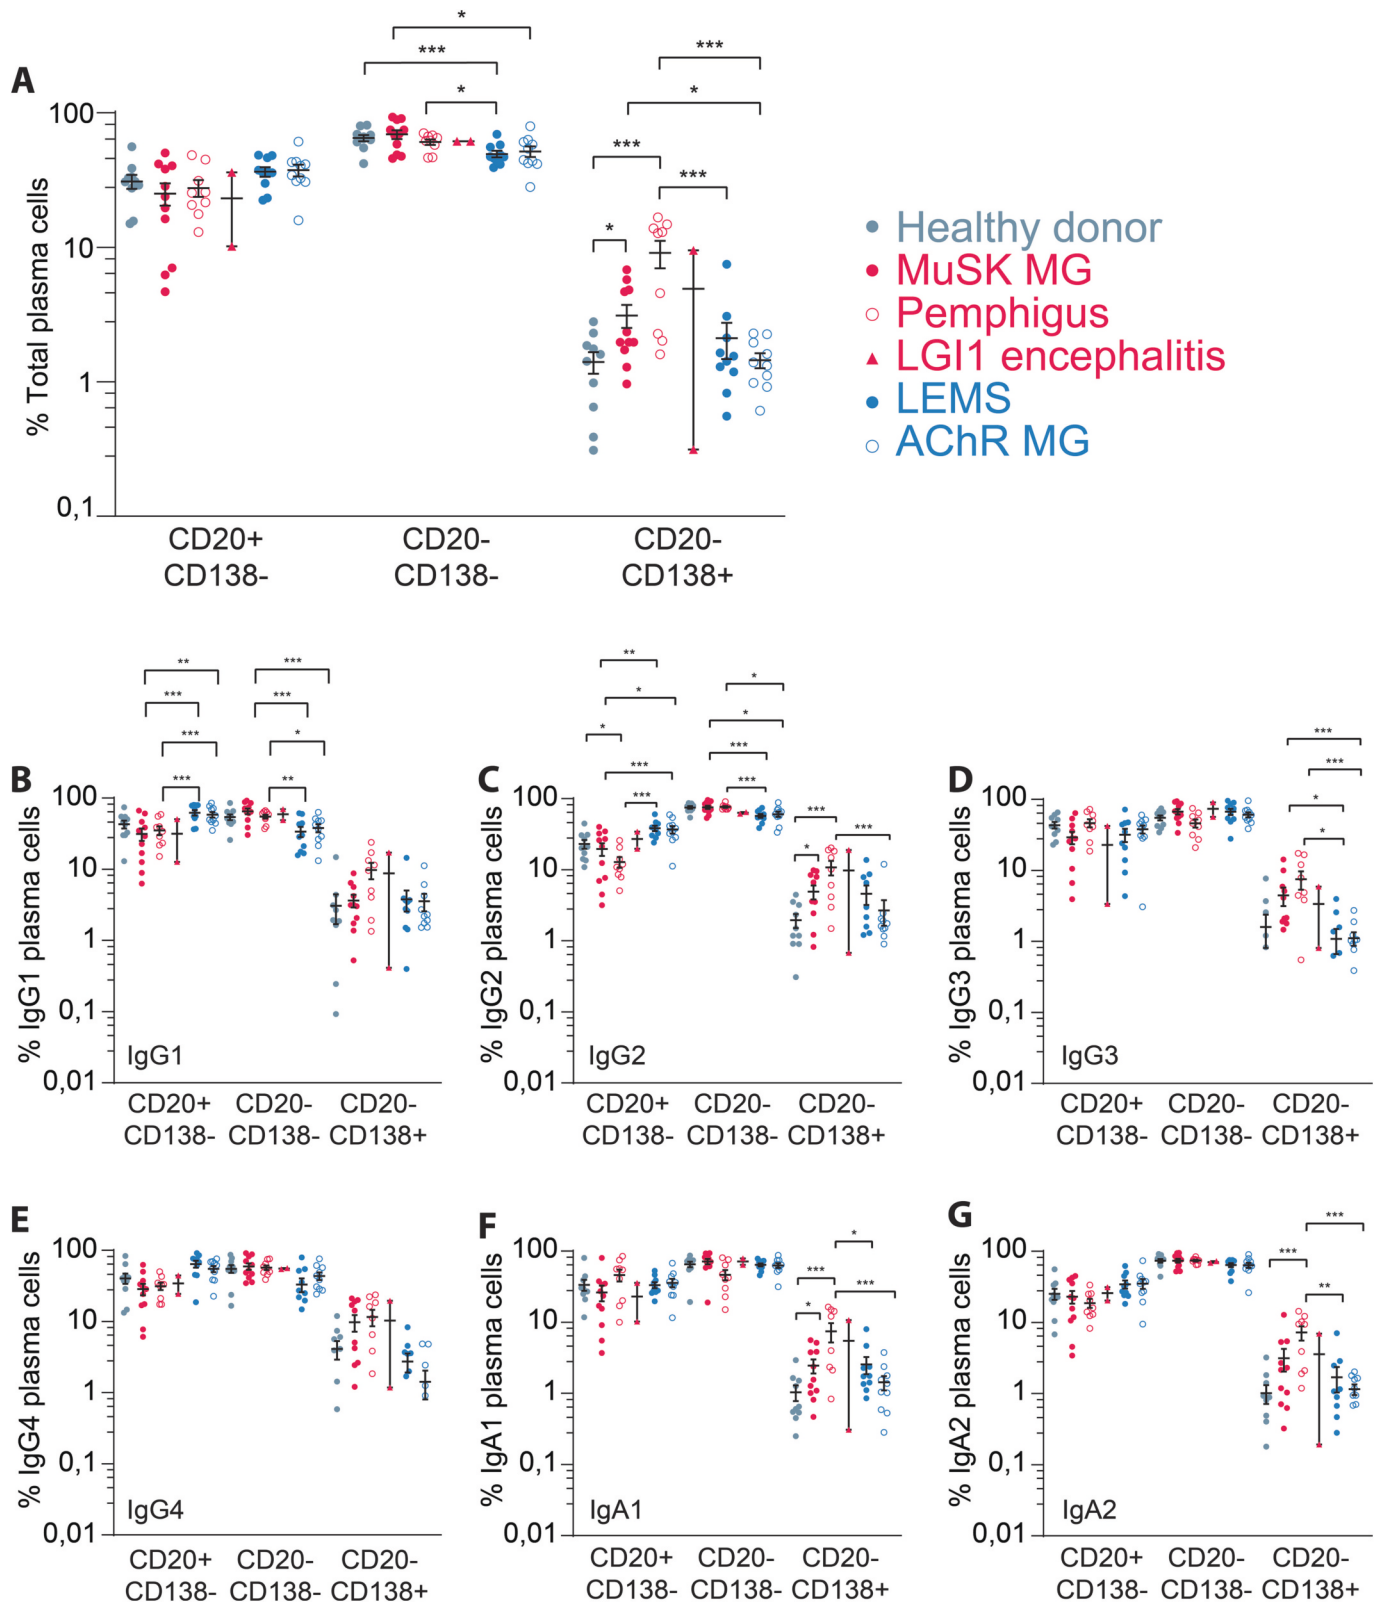 A
*
***
*
***
*
***
***
*
% Total plasma cells
100
10
1
0,1
CD20+
CD138-
CD20-
CD138-
CD20-
CD138+
Healthy donor
MuSK MG
Pemphigus
LGI1 encephalitis
LEMS
AChR MG
B
**
***
***
***
***
***
*
**
% IgG1 plasma cells
100
10
1
0,1
0,01
IgG1
CD20+
CD138-
CD20-
CD138-
CD20-
CD138+
C
**
*
*
***
***
*
*
***
***
***
***
*
% IgG2 plasma cells
100
10
1
0,1
0,01
IgG2
CD20+
CD138-
CD20-
CD138-
CD20-
CD138+
D
***
***
*
*
% IgG3 plasma cells
100
10
1
0,1
0,01
IgG3
CD20+
CD138-
CD20-
CD138-
CD20-
CD138+
E
% IgG4 plasma cells
100
10
1
0,1
0,01
IgG4
CD20+
CD138-
CD20-
CD138-
CD20-
CD138+
F
*
***
***
*
% IgA1 plasma cells
100
10
1
0,1
0,01
IgA1
CD20+
CD138-
CD20-
CD138-
CD20-
CD138+
G
***
***
**
% IgA2 plasma cells
100
10
1
0,1
0,01
IgA2
CD20+
CD138-
CD20-
CD138-
CD20-
CD138+